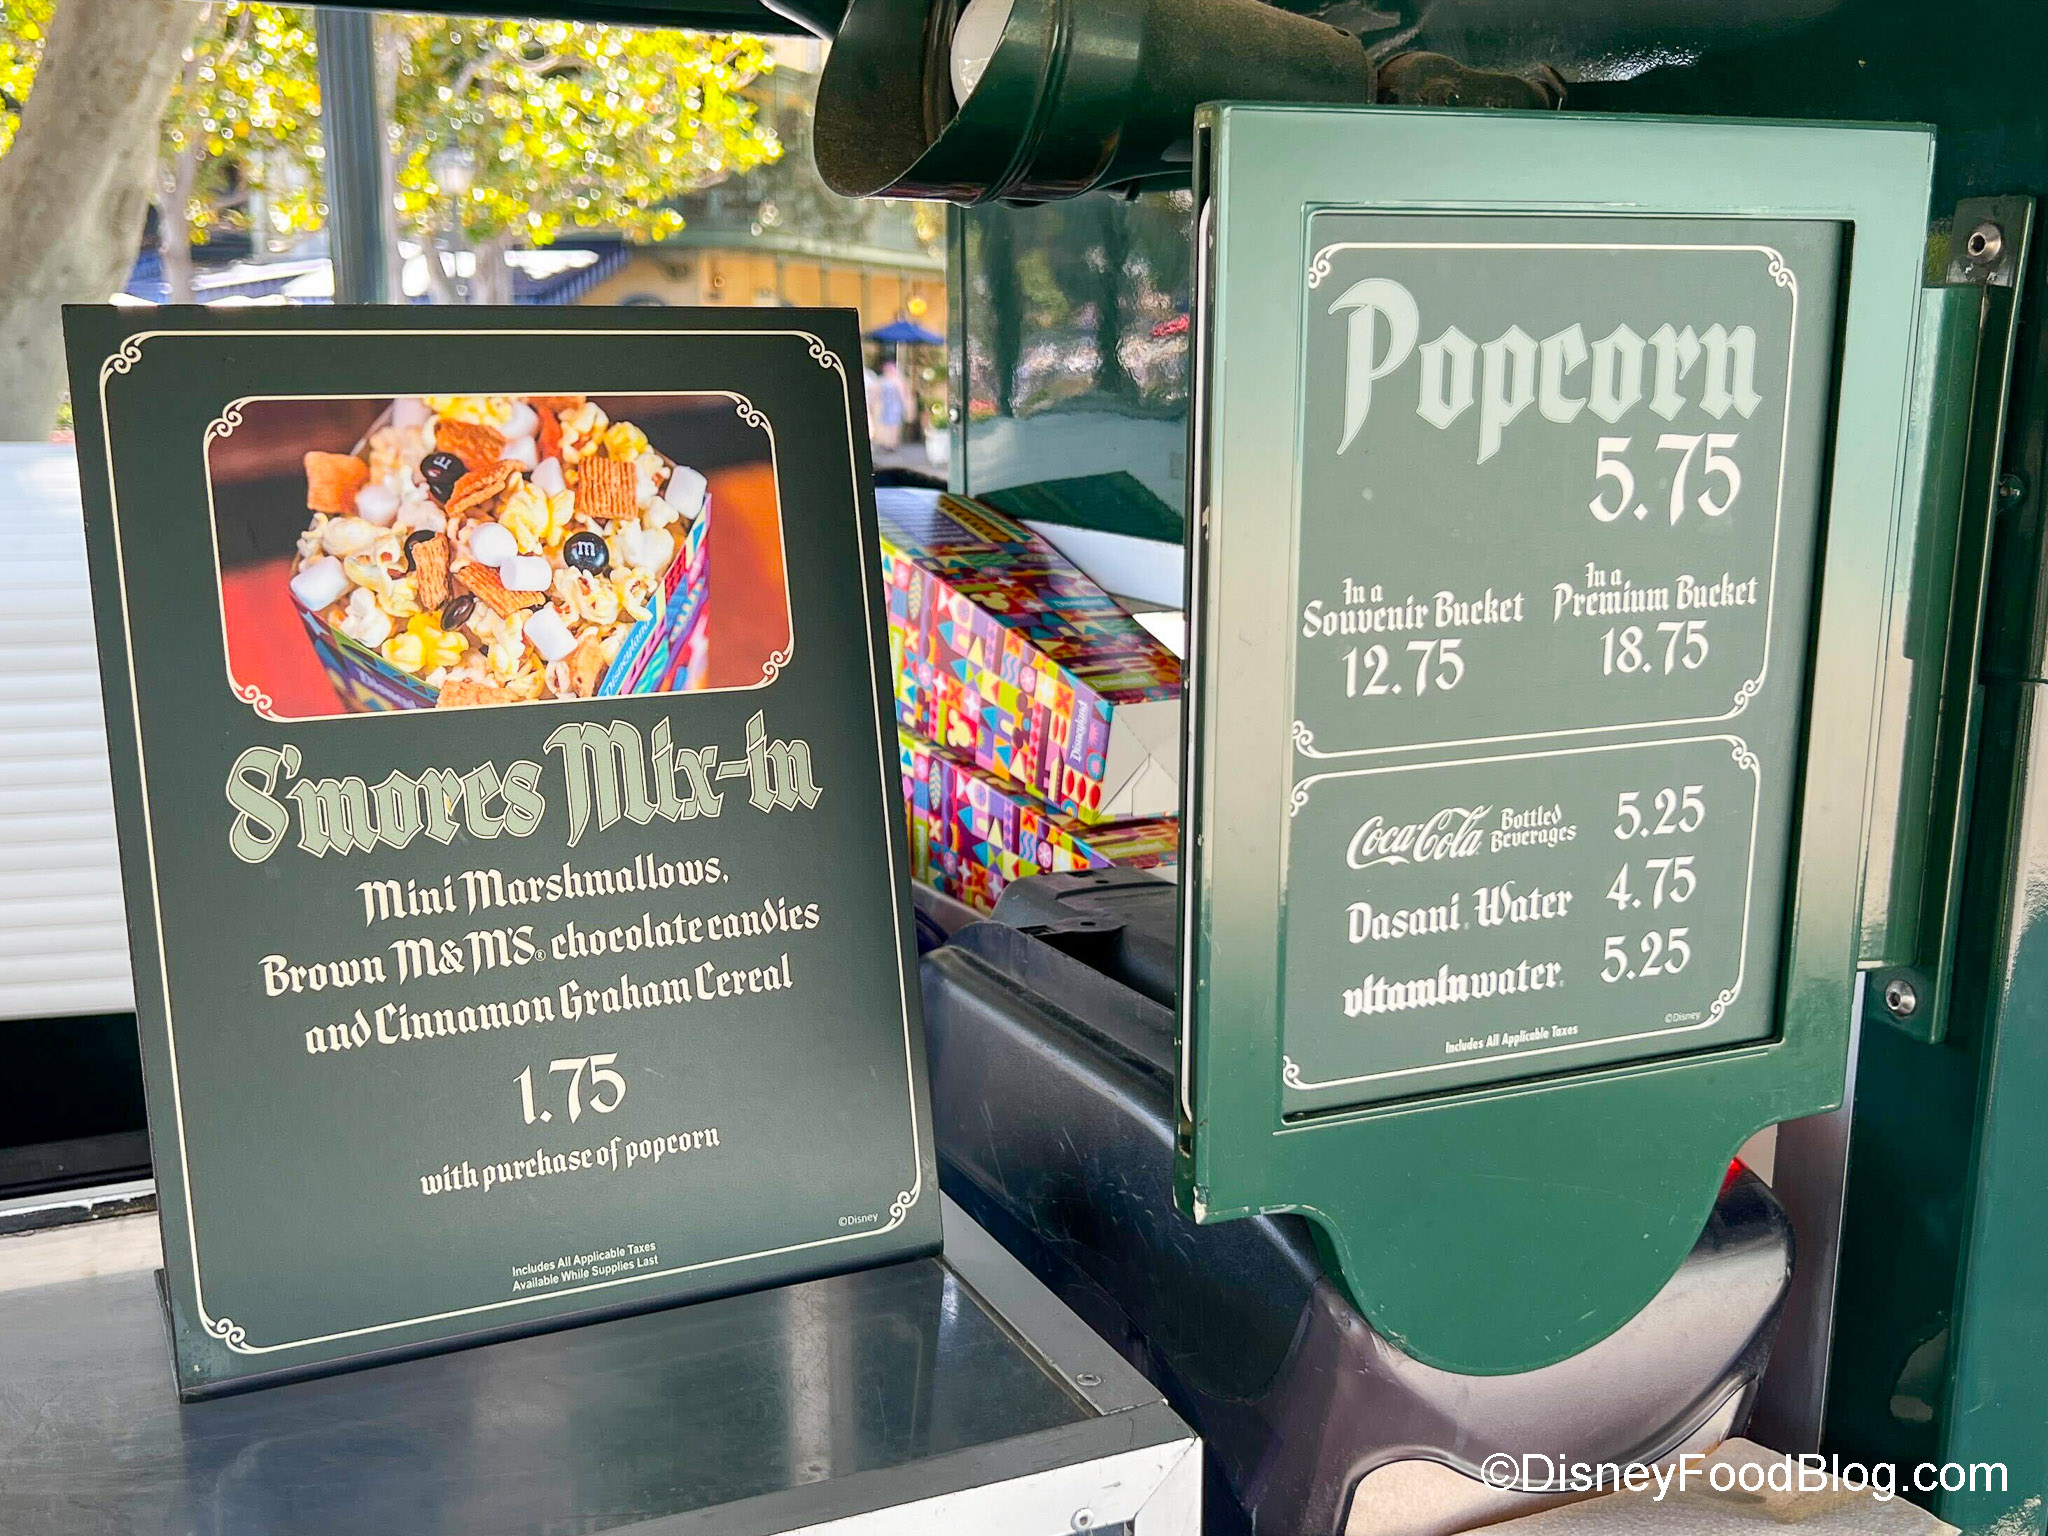 S'mores Mix-in
Mini Marshmallows,
Brown M&M'S® chocolate candies
and Cinnamon Graham Cereal
1.75
with purchase of popcorn
©Disney
Includes All Applicable Taxes
Available While Supplies Last
Popcorn
5.75
In a
Souvenir Bucket
12.75
In a
Premium Bucket
18.75
Coca-Cola Bottled Beverages 5.25
Dasani® Water 4.75
vitaminwater® 5.25
©Disney
Includes All Applicable Taxes
m
Disneyland
Disneyland
Disneyland
©DisneyFoodBlog.com